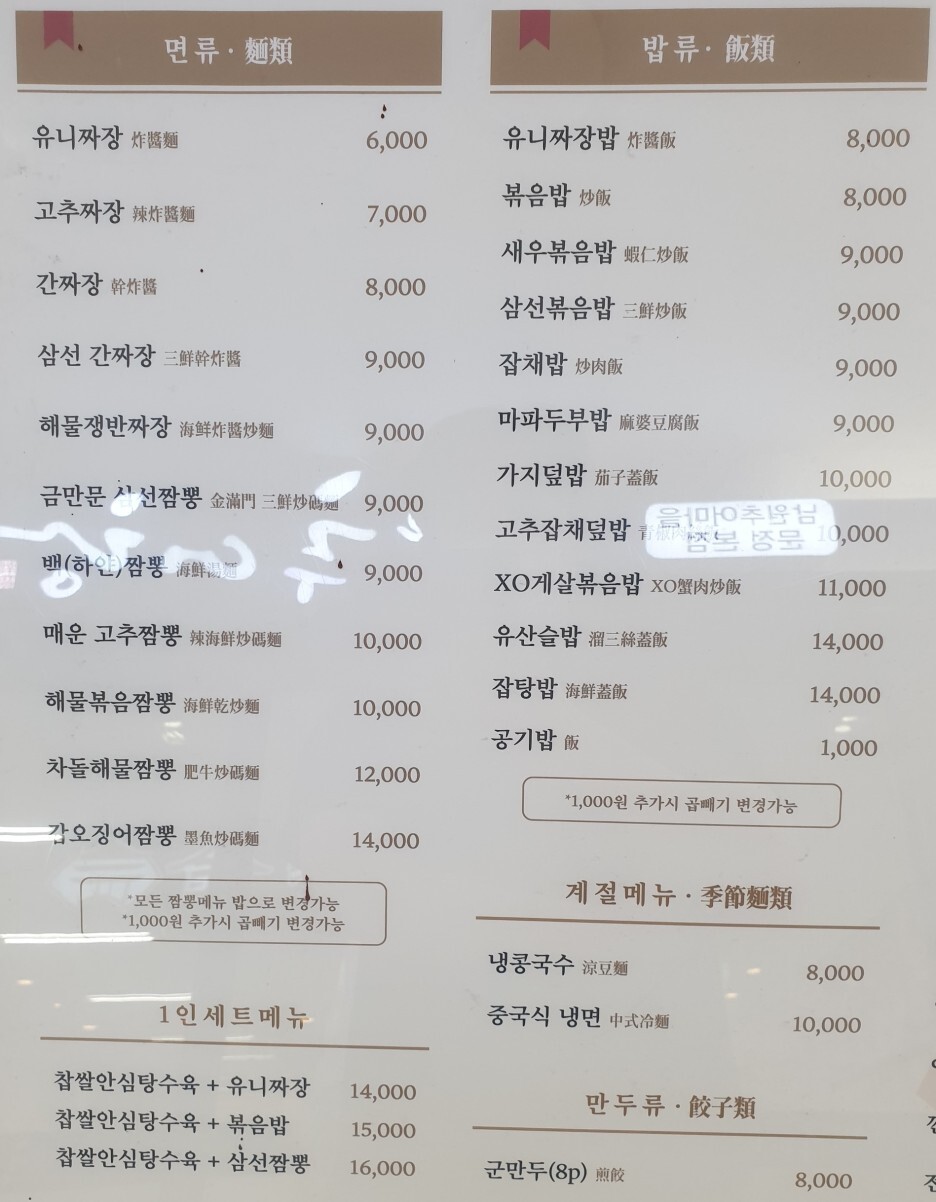 면류 · 麵類
유니짜장 炸醬麵 6,000
고추짜장 辣炸醬麵 7,000
간짜장 幹炸醬 8,000
삼선 간짜장 三鮮幹炸醬 9,000
해물쟁반짜장 海鮮炸醬炒麵 9,000
금만문 삼선짬뽕 金滿門 三鮮炒碼麵 9,000
백(하얀)짬뽕 海鮮湯麵 9,000
매운 고추짬뽕 辣海鮮炒碼麵 10,000
해물볶음짬뽕 海鮮乾炒麵 10,000
차돌해물짬뽕 肥牛炒碼麵 12,000
갑오징어짬뽕 墨魚炒碼麵 14,000
*모든 짬뽕메뉴 밥으로 변경가능
*1,000원 추가시 곱빼기 변경가능
1인세트메뉴
찹쌀안심탕수육 + 유니짜장 14,000
찹쌀안심탕수육 + 볶음밥 15,000
찹쌀안심탕수육 + 삼선짬뽕 16,000
밥류 · 飯類
유니짜장밥 炸醬飯 8,000
볶음밥 炒飯 8,000
새우볶음밥 蝦仁炒飯 9,000
삼선볶음밥 三鮮炒飯 9,000
잡채밥 炒肉飯 9,000
마파두부밥 麻婆豆腐飯 9,000
가지덮밥 茄子蓋飯 10,000
고추잡채덮밥 10,000
XO게살볶음밥 XO蟹肉炒飯 11,000
유산슬밥 溜三絲蓋飯 14,000
잡탕밥 海鮮蓋飯 14,000
공기밥 飯 1,000
*1,000원 추가시 곱빼기 변경가능
계절메뉴 · 季節麵類
냉콩국수 涼豆麵 8,000
중국식 냉면 中式冷麵 10,000
만두류 · 餃子類
군만두(8p) 煎餃 8,000